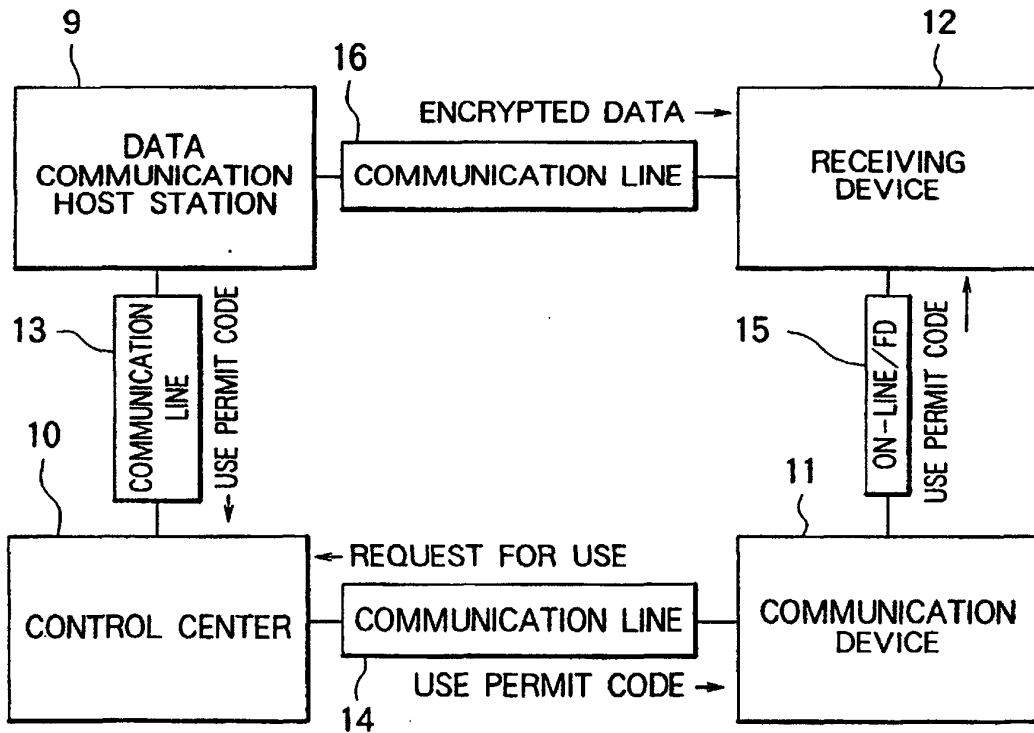 9
16
12
ENCRYPTED DATA →
DATA
COMMUNICATION
HOST STATION
COMMUNICATION LINE
RECEIVING
DEVICE
13
COMMUNICATION
LINE
USE PERMIT CODE
→
15
ON-LINE/FD
USE PERMIT CODE
→
10
11
← REQUEST FOR USE
CONTROL CENTER
COMMUNICATION LINE
COMMUNICATION
DEVICE
USE PERMIT CODE →
14